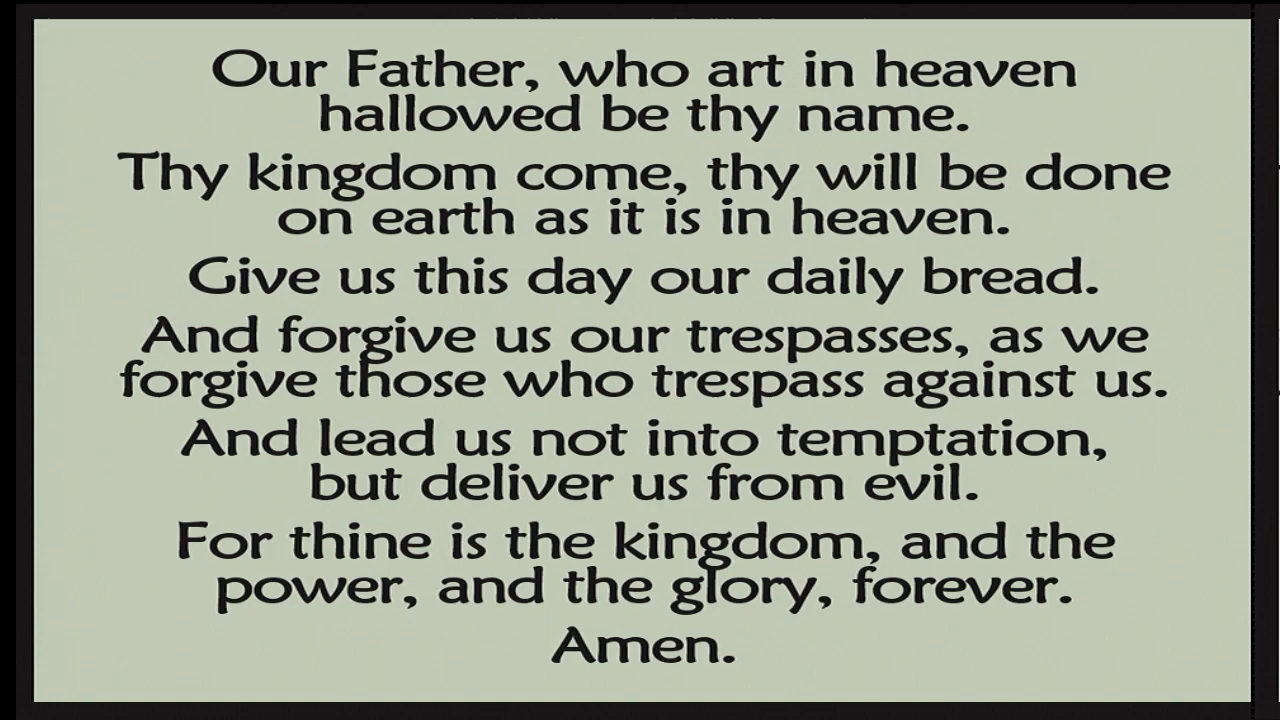 Our Father, who art in heaven
hallowed be thy name.
Thy kingdom come, thy will be done
on earth as it is in heaven.
Give us this day our daily bread.
And forgive us our trespasses, as we
forgive those who trespass against us.
And lead us not into temptation,
but deliver us from evil.
For thine is the kingdom, and the
power, and the glory, forever.
Amen.